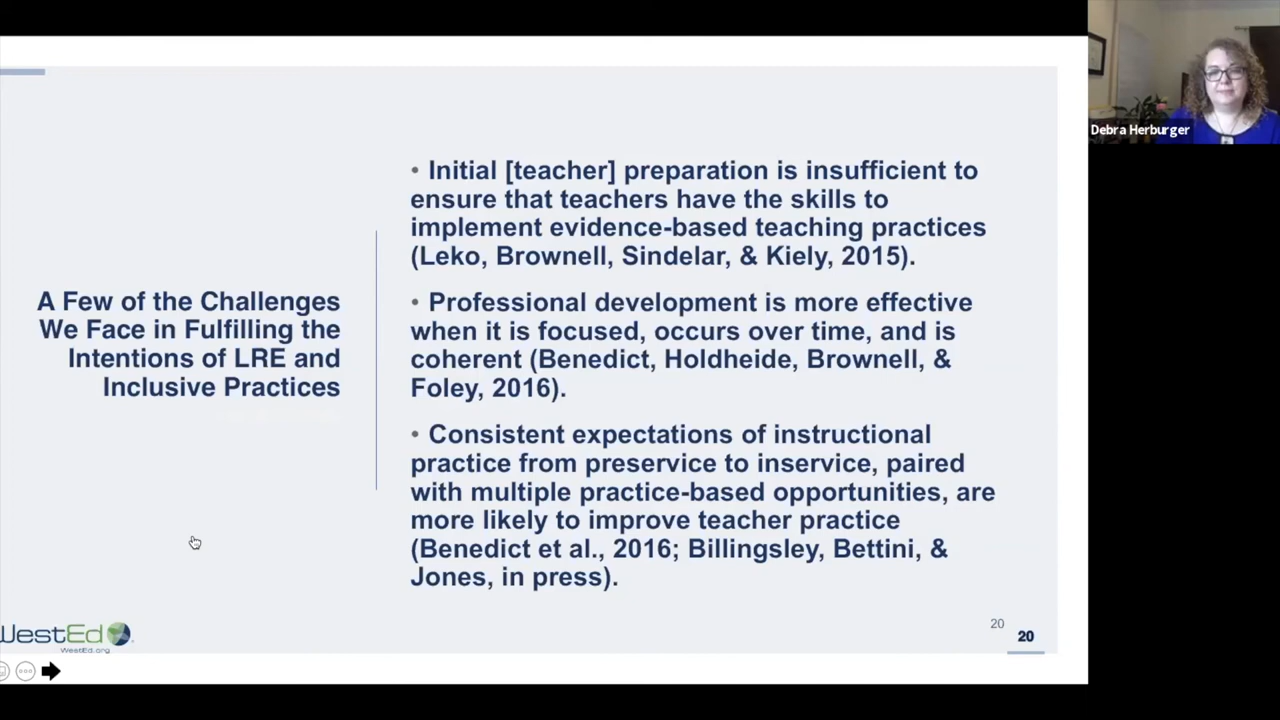 Debra Herburger
A Few of the Challenges
We Face in Fulfilling the
Intentions of LRE and
Inclusive Practices
• Initial [teacher] preparation is insufficient to
ensure that teachers have the skills to
implement evidence-based teaching practices
(Leko, Brownell, Sindelar, & Kiely, 2015).
• Professional development is more effective
when it is focused, occurs over time, and is
coherent (Benedict, Holdheide, Brownell, &
Foley, 2016).
• Consistent expectations of instructional
practice from preservice to inservice, paired
with multiple practice-based opportunities, are
more likely to improve teacher practice
(Benedict et al., 2016; Billingsley, Bettini, &
Jones, in press).
WestEd
WestEd.org
20
20